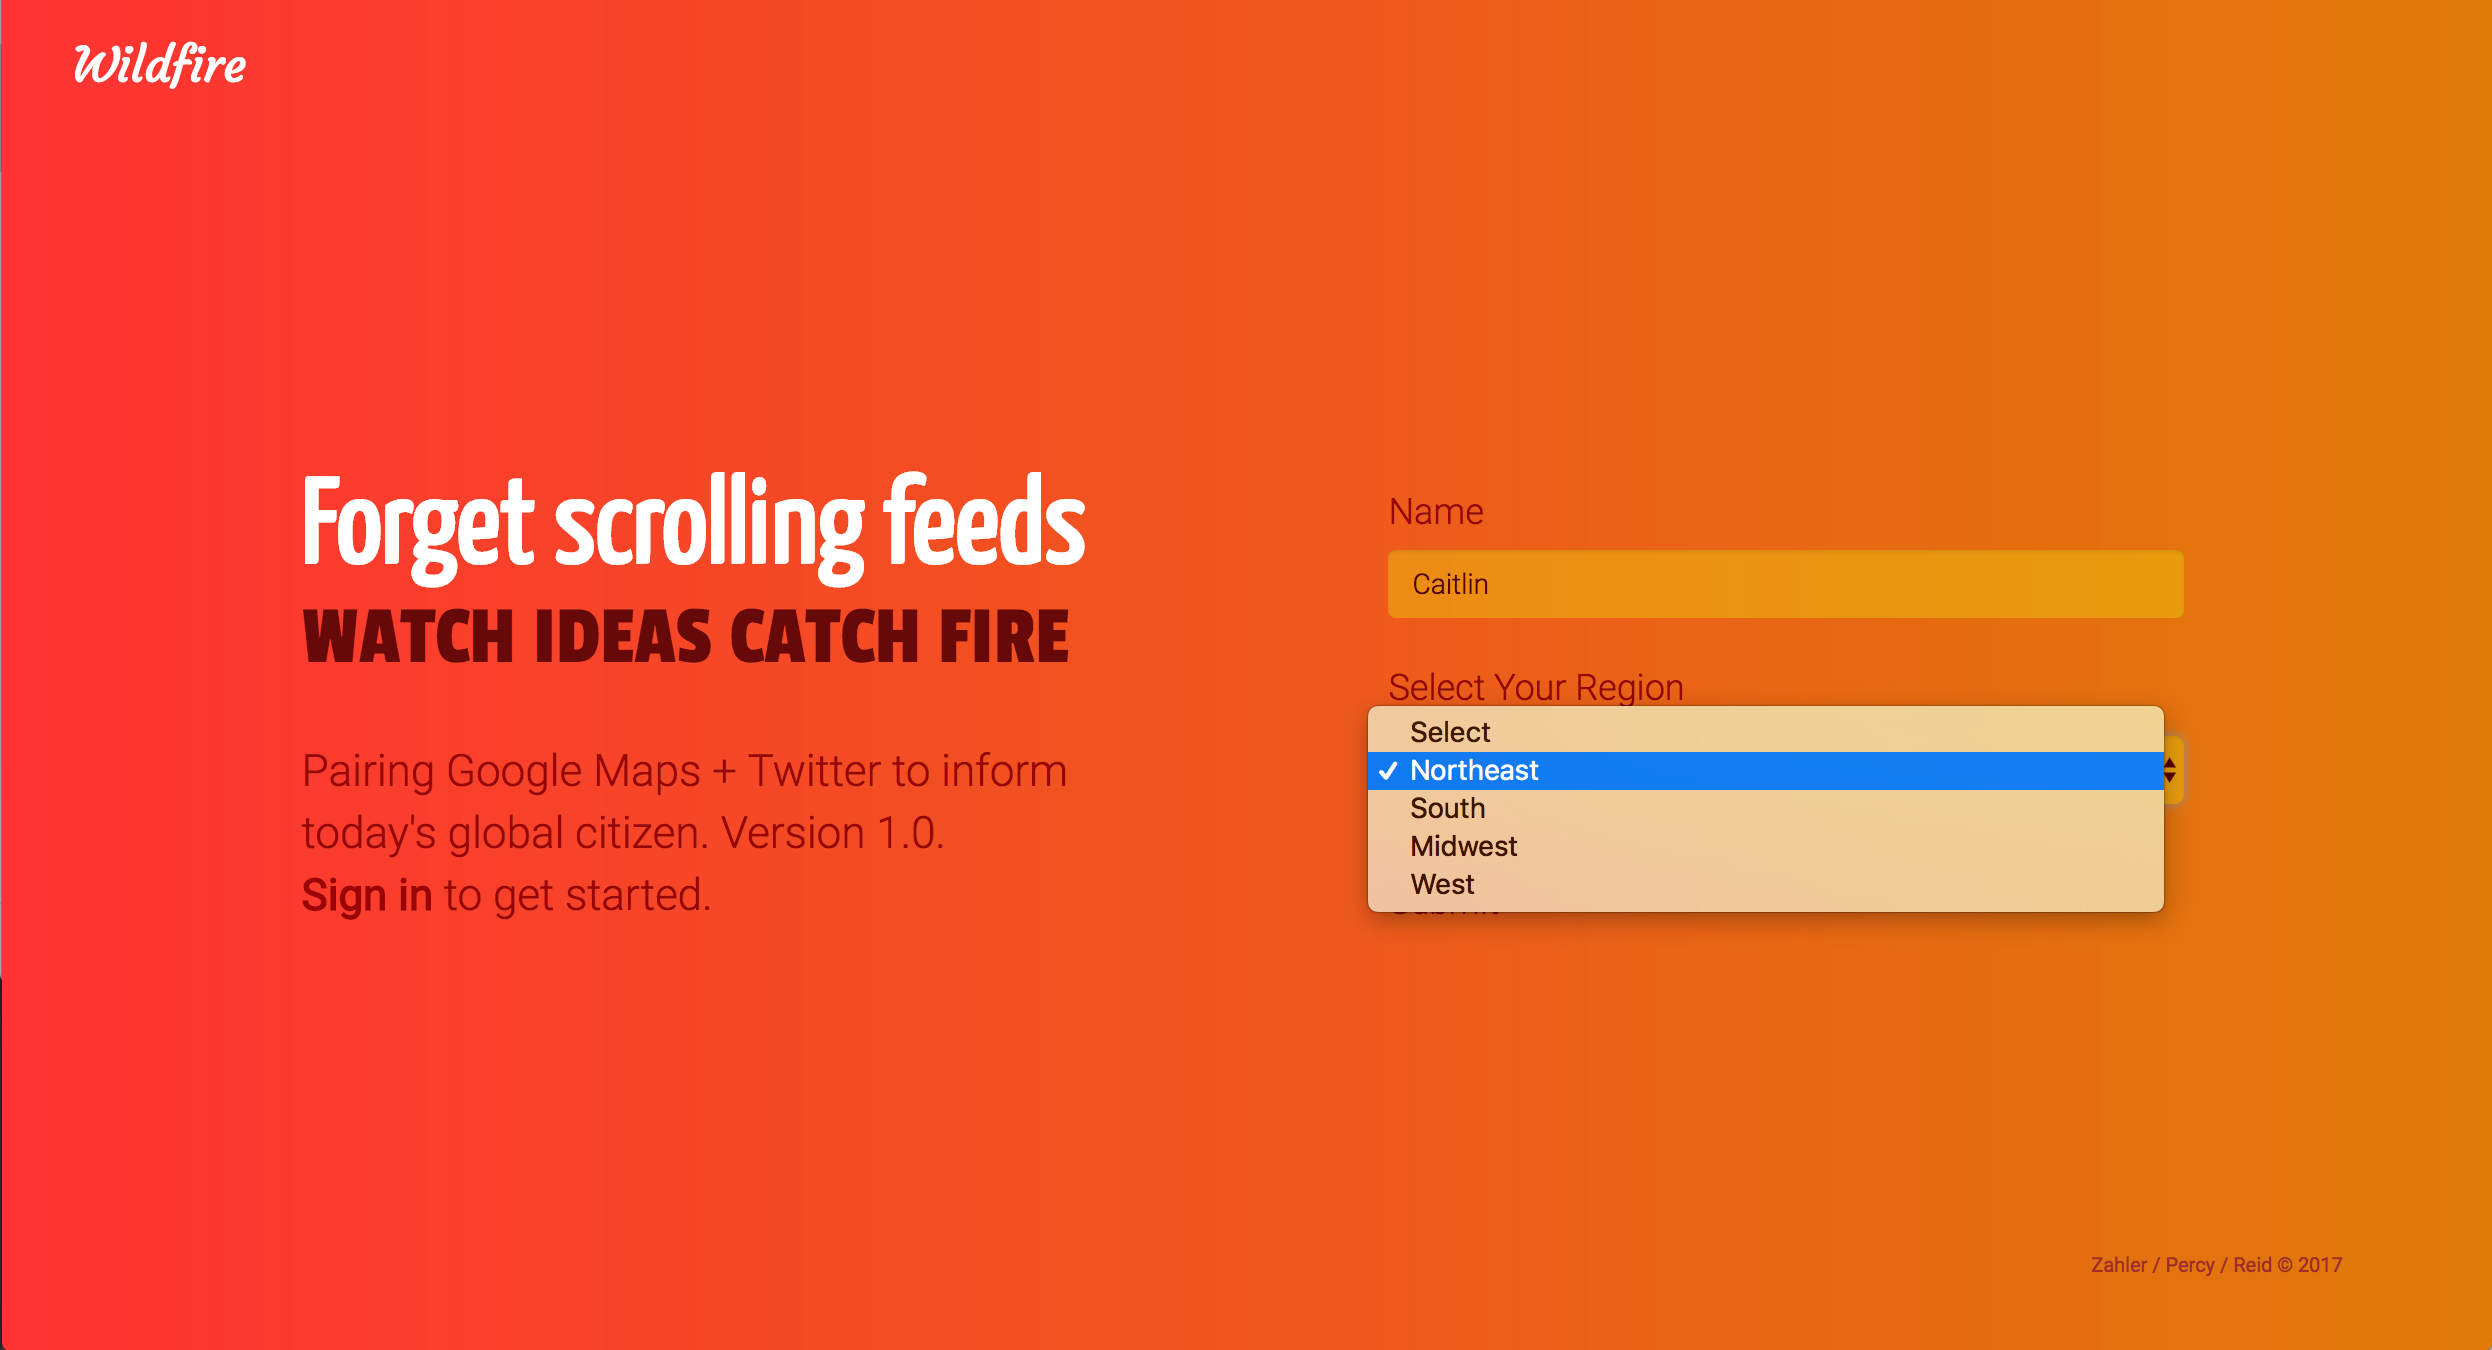 Wildfire
Forget scrolling feeds
WATCH IDEAS CATCH FIRE
Pairing Google Maps + Twitter to inform
today's global citizen. Version 1.0.
Sign in to get started.
Name
Caitlin
Select Your Region
Select
✓ Northeast
South
Midwest
West
Zahler / Percy / Reid © 2017